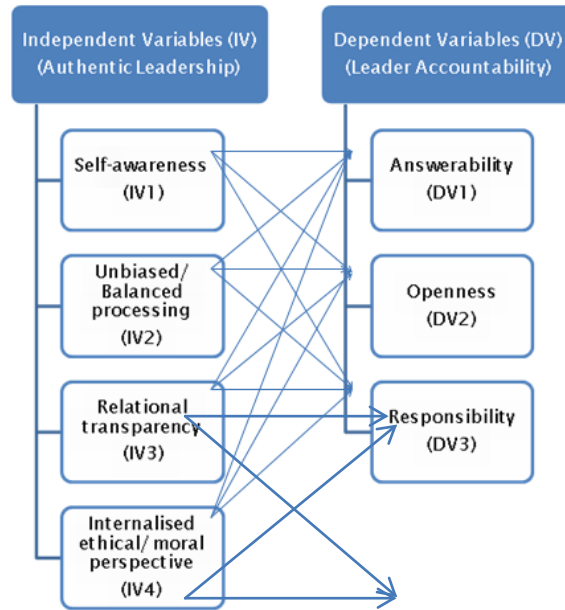 Independent Variables (IV)
(Authentic Leadership)
Self-awareness
(IV1)
Unbiased/
Balanced
processing
(IV2)
Relational
transparency
(IV3)
Internalised
ethical/ moral
perspective
(IV4)
Dependent Variables (DV)
(Leader Accountability)
Answerability
(DV1)
Openness
(DV2)
Responsibility
(DV3)